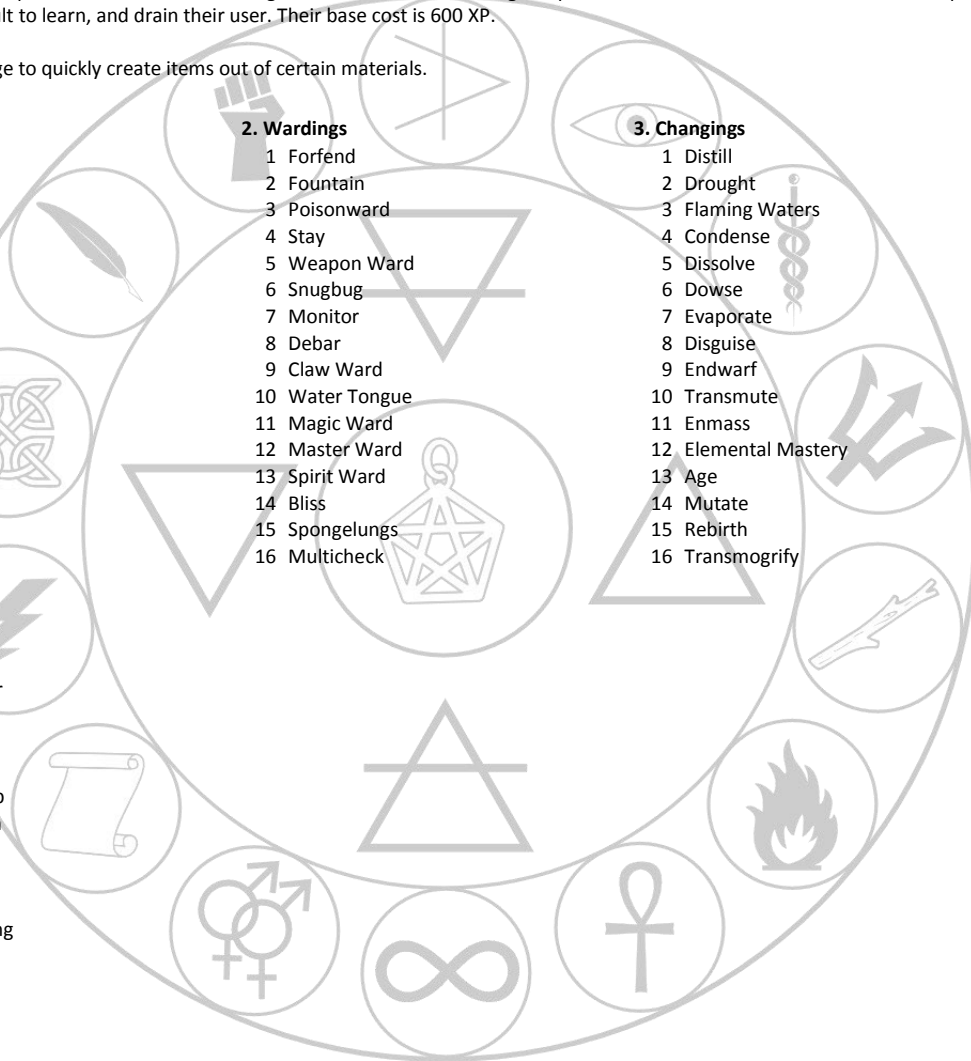 ult to learn, and drain their user. Their base cost is 600 XP.
ge to quickly create items out of certain materials.
2. Wardings
1 Forfend
2 Fountain
3 Poisonward
4 Stay
5 Weapon Ward
6 Snugbug
7 Monitor
8 Debar
9 Claw Ward
10 Water Tongue
11 Magic Ward
12 Master Ward
13 Spirit Ward
14 Bliss
15 Spongelungs
16 Multicheck
3. Changings
1 Distill
2 Drought
3 Flaming Waters
4 Condense
5 Dissolve
6 Dowse
7 Evaporate
8 Disguise
9 Endwarf
10 Transmute
11 Enmass
12 Elemental Mastery
13 Age
14 Mutate
15 Rebirth
16 Transmogrify